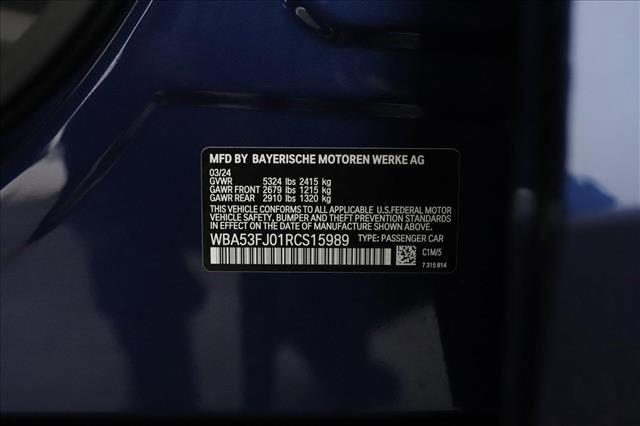 MFD BY BAYERISCHE MOTOREN WERKE AG
03/24
GVWR 5324 lbs 2415 kg
GAWR FRONT 2679 lbs 1215 kg
GAWR REAR 2910 lbs 1320 kg
THIS VEHICLE CONFORMS TO ALL APPLICABLE U.S.FEDERAL MOTOR
VEHICLE SAFETY, BUMPER AND THEFT PREVENTION STANDARDS
IN EFFECT ON THE DATE OF MANUFACTURE SHOWN ABOVE.
WBA53FJ01RCS15989 TYPE: PASSENGER CAR
C1M/5
7 315 814